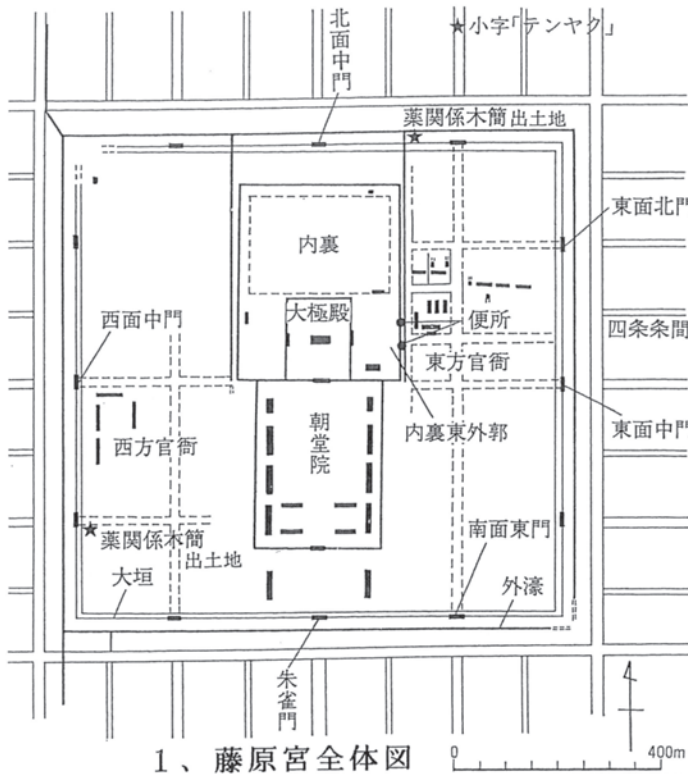 ★小字「テンヤク」
北面中門
薬関係木簡出土地
内裏
東面北門
大極殿
西面中門
便所
四条条間
東方官衙
朝堂院
内裏東外郭
東面中門
西方官衙
薬関係木簡
出土地
南面東門
大垣
外濠
朱雀門
1、藤原宮全体図
0 400m